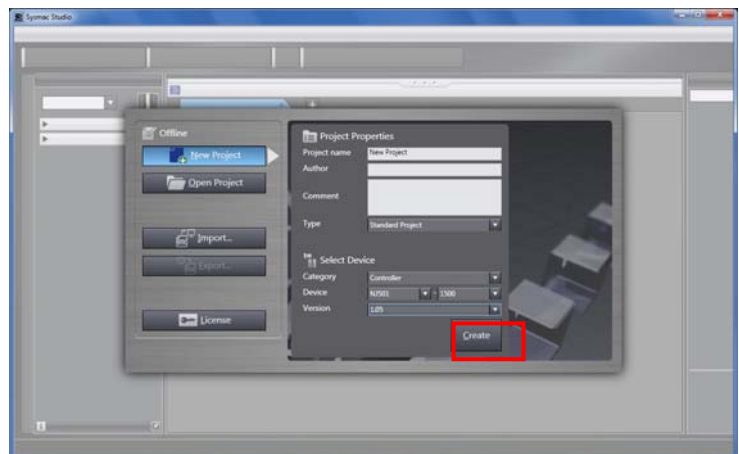 Sysmac Studio
Offline
New Project
Open Project
Import...
Export...
License
Project Properties
Project name New Project
Author
Comment
Type Standard Project
Select Device
Category Controller
Device NJ501 - 1500
Version 1.05
Create